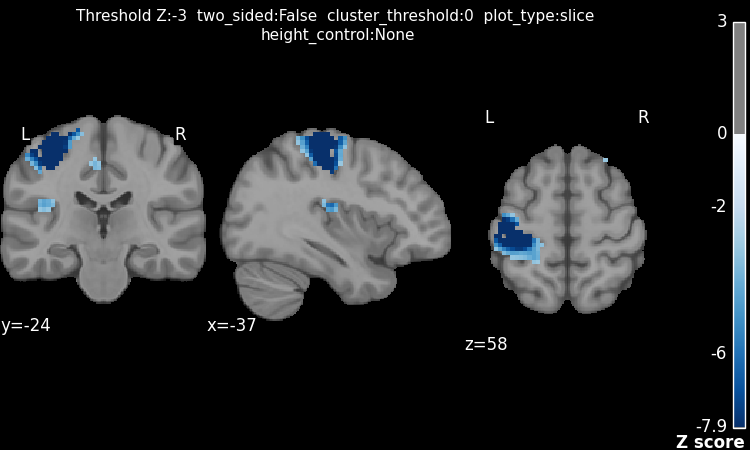 Threshold Z:-3  two_sided:False  cluster_threshold:0  plot_type:slice
height_control:None
L
R
L
R
y=-24
x=-37
z=58
3
0
-2
-6
-7.9
Z score